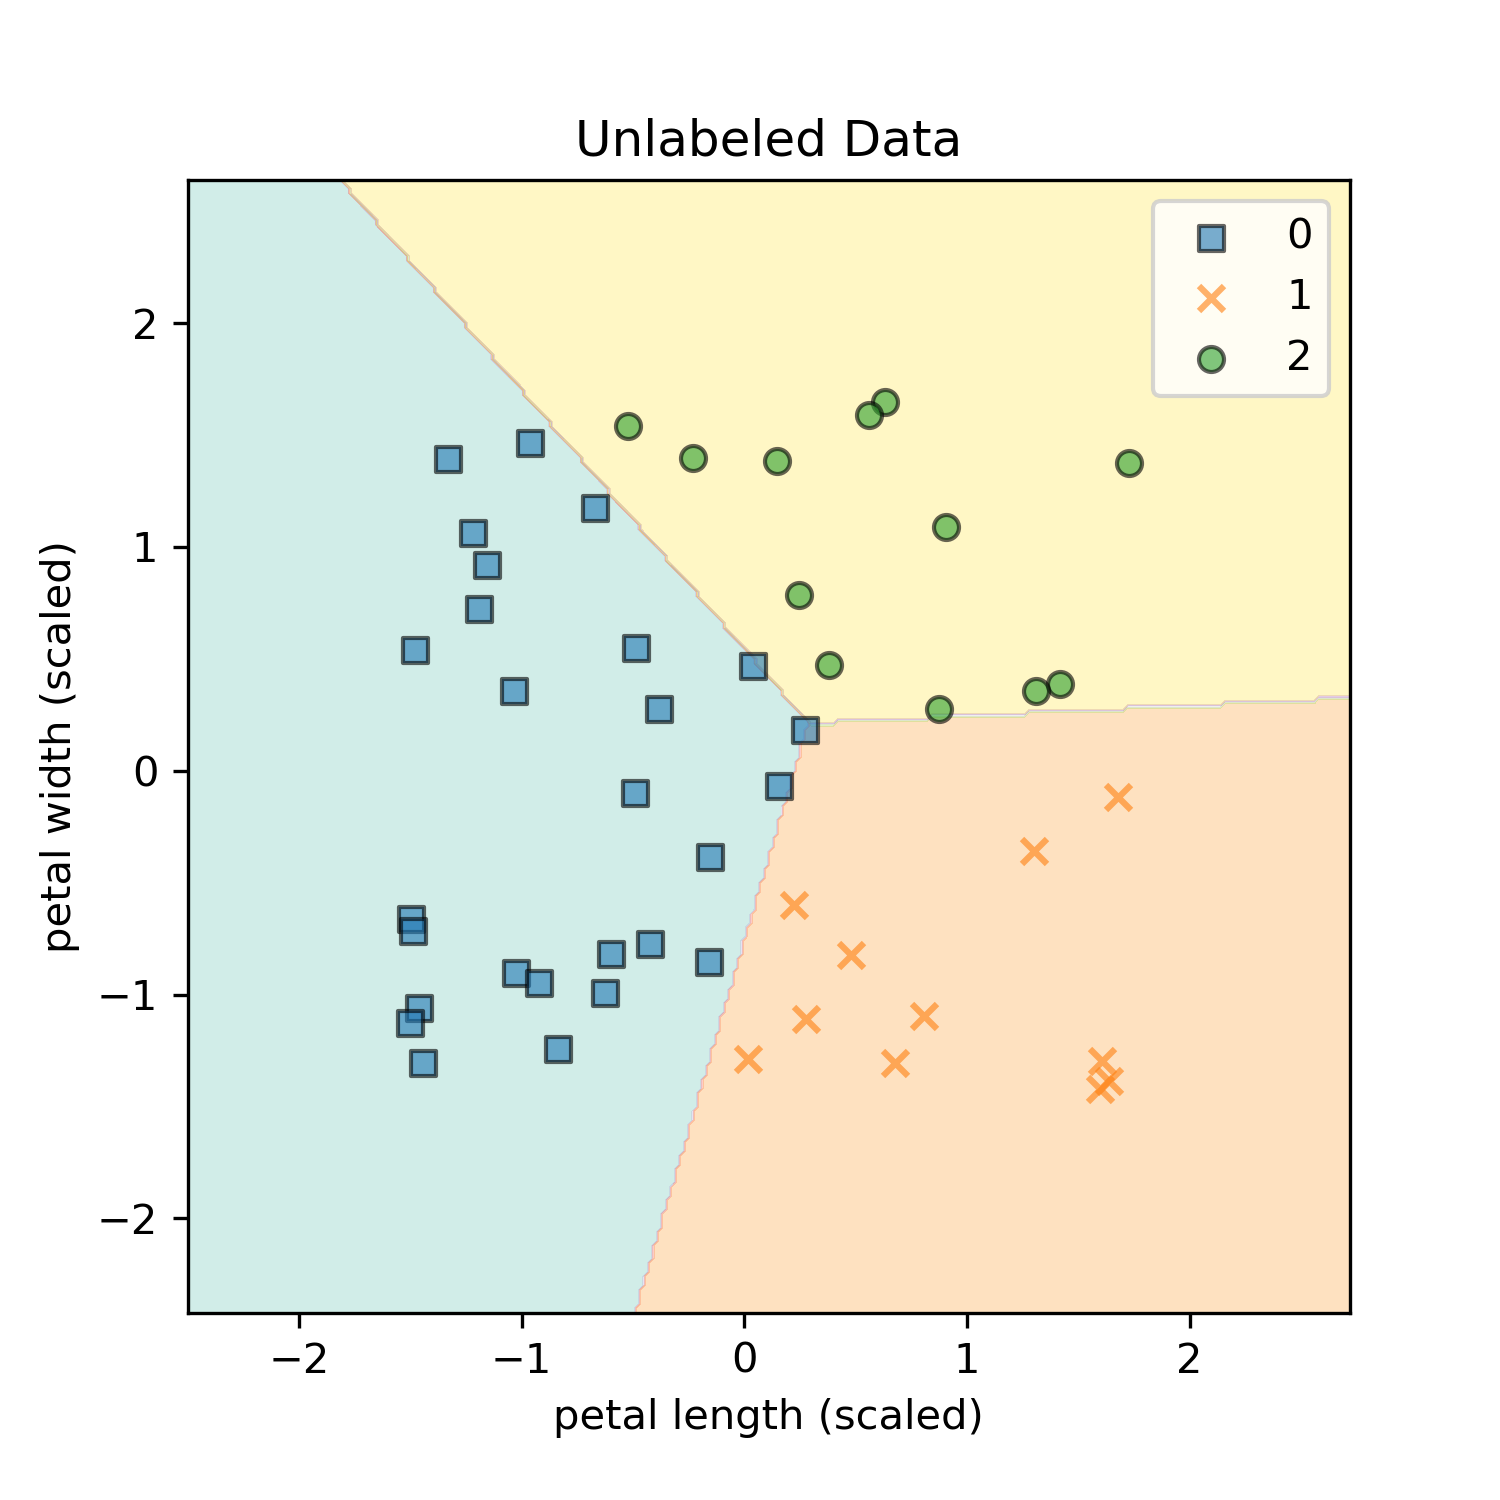 Unlabeled Data
0
1
2
petal width (scaled)
2
1
0
−1
−2
−2 −1 0 1 2
petal length (scaled)